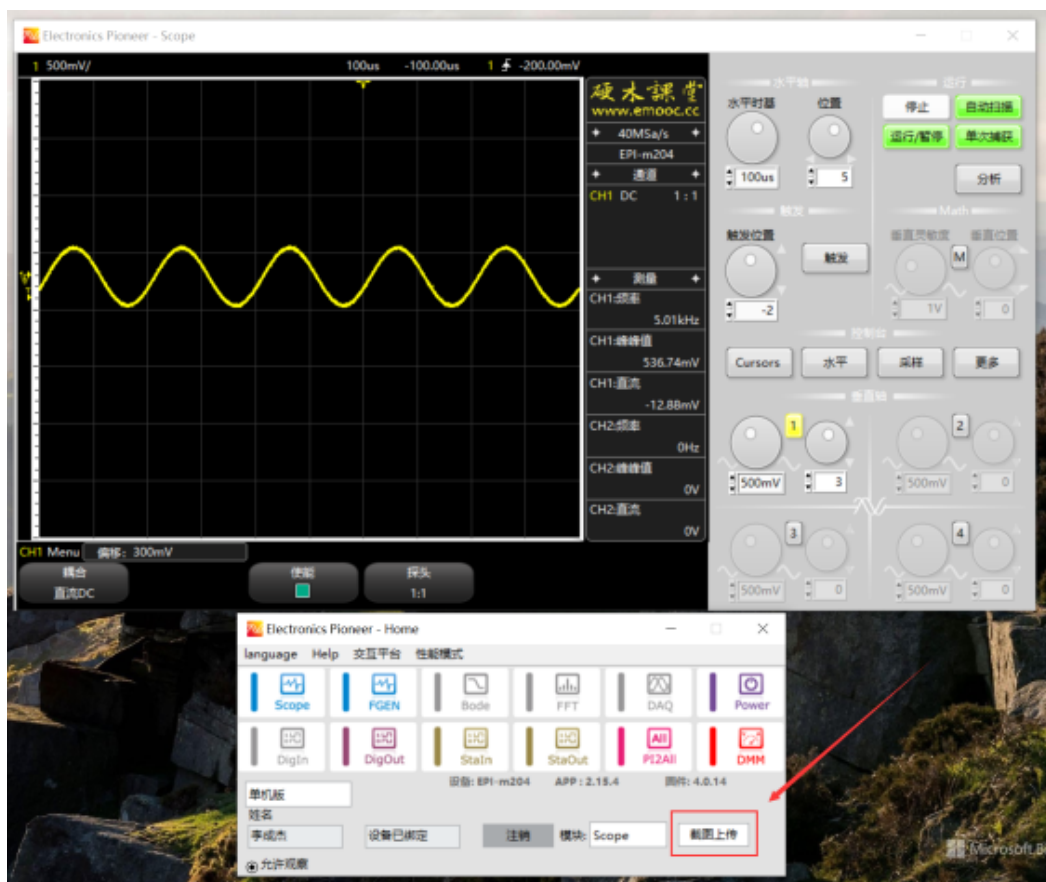 Electronics Pioneer - Scope
1 500mV/ 100us -100.00us 1 -200.00mV
硬木課堂
www.emooc.cc
40MSa/s
EPI-m204
通道
CH1 DC 1:1
测量
CH1:频率
5.01kHz
CH1:峰峰值
536.74mV
CH1:直流
-12.88mV
CH2:频率
0Hz
CH2:峰峰值
0V
CH2:直流
0V
CH1 Menu 偏移: 300mV
耦合 使能 探头
直流DC 1:1
水平轴 运行
水平时基 位置 停止 自动扫描
运行/暂停 单次捕获
100us 5 分析
触发 Math
触发位置 触发 垂直灵敏度 M 垂直位置
-2 1V 0
控制台
Cursors 水平 采样 更多
垂直轴
1 2
500mV 3 500mV 0
3 4
500mV 0 500mV 0
Electronics Pioneer - Home
language Help 交互平台 性能模式
Scope FGEN Bode FFT DAQ Power
All
DigIn DigOut StaIn StaOut PI2All DMM
设备: EPI-m204 APP : 2.15.4 固件: 4.0.14
单机版
姓名
李成杰 设备已绑定 注销 模块: Scope 截图上传
允许观察